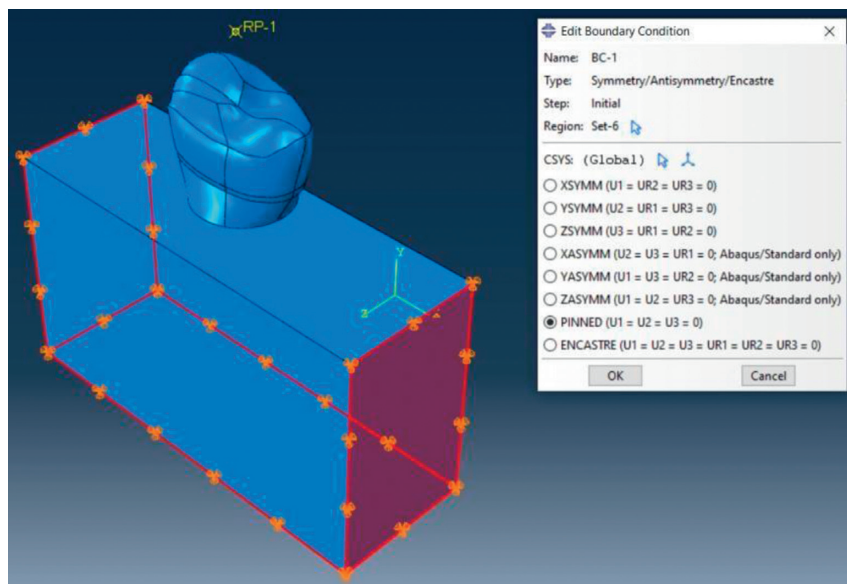 RP-1
Y
Z
Edit Boundary Condition
Name: BC-1
Type: Symmetry/Antisymmetry/Encastre
Step: Initial
Region: Set-6
CSYS: (Global)
XSYMM (U1 = UR2 = UR3 = 0)
YSYMM (U2 = UR1 = UR3 = 0)
ZSYMM (U3 = UR1 = UR2 = 0)
XASYMM (U2 = U3 = UR1 = 0; Abaqus/Standard only)
YASYMM (U1 = U3 = UR2 = 0; Abaqus/Standard only)
ZASYMM (U1 = U2 = UR3 = 0; Abaqus/Standard only)
PINNED (U1 = U2 = U3 = 0)
ENCASTRE (U1 = U2 = U3 = UR1 = UR2 = UR3 = 0)
OK
Cancel